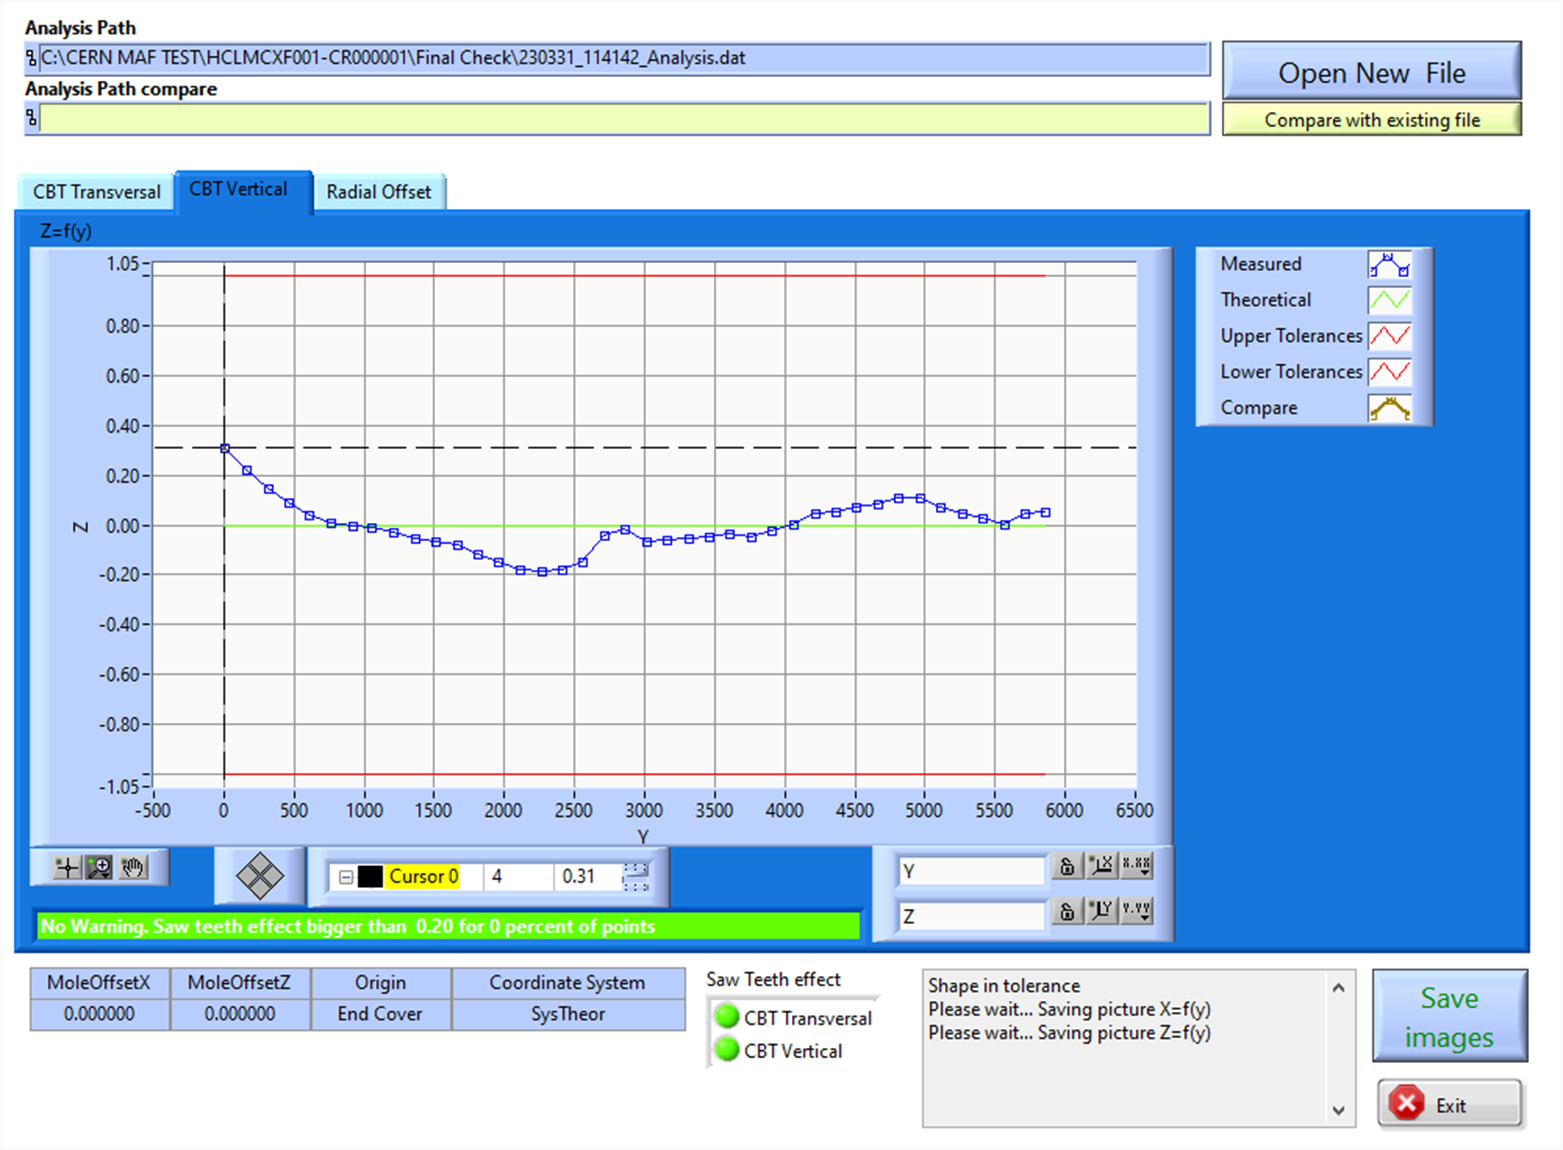 Analysis Path
C:\CERN MAF TEST\HCLMCXF001-CR000001\Final Check\230331_114142_Analysis.dat
Open New File
Analysis Path compare
Compare with existing file
CBT Transversal
CBT Vertical
Radial Offset
Z=f(y)
1.05
0.80
0.60
0.40
0.20
0.00
-0.20
-0.40
-0.60
-0.80
-1.05
Z
-500 0 500 1000 1500 2000 2500 3000 3500 4000 4500 5000 5500 6000 6500
Y
Measured
Theoretical
Upper Tolerances
Lower Tolerances
Compare
Cursor 0 4 0.31
Y
X
X.XX
Z
Y
Y.YY
No Warning. Saw teeth effect bigger than 0.20 for 0 percent of points
MoleOffsetX MoleOffsetZ Origin Coordinate System
0.000000 0.000000 End Cover SysTheor
Saw Teeth effect
CBT Transversal
CBT Vertical
Shape in tolerance
Please wait... Saving picture X=f(y)
Please wait... Saving picture Z=f(y)
Save
images
Exit